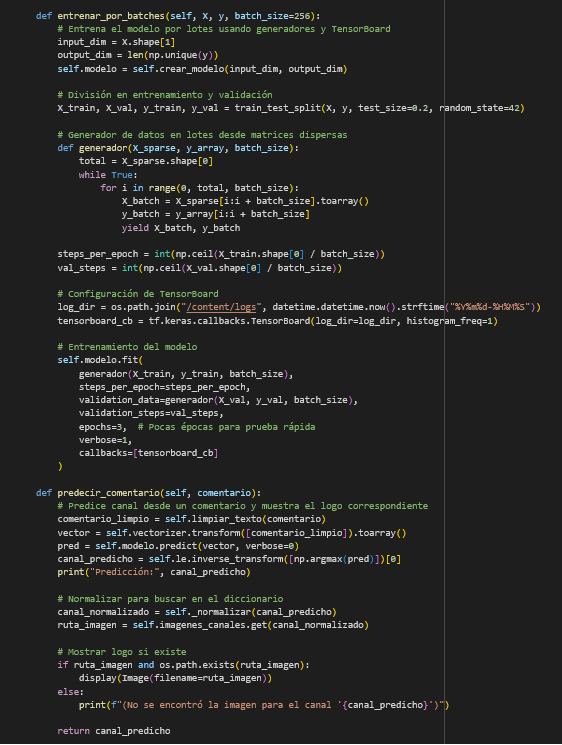 def entrenar_por_batches(self, X, y, batch_size=256):
    # Entrena el modelo por lotes usando generadores y TensorBoard
    input_dim = X.shape[1]
    output_dim = len(np.unique(y))
    self.modelo = self.crear_modelo(input_dim, output_dim)

    # División en entrenamiento y validación
    X_train, X_val, y_train, y_val = train_test_split(X, y, test_size=0.2, random_state=42)

    # Generador de datos en lotes desde matrices dispersas
    def generador(X_sparse, y_array, batch_size):
        total = X_sparse.shape[0]
        while True:
            for i in range(0, total, batch_size):
                X_batch = X_sparse[i:i + batch_size].toarray()
                y_batch = y_array[i:i + batch_size]
                yield X_batch, y_batch

    steps_per_epoch = int(np.ceil(X_train.shape[0] / batch_size))
    val_steps = int(np.ceil(X_val.shape[0] / batch_size))

    # Configuración de TensorBoard
    log_dir = os.path.join("/content/logs", datetime.datetime.now().strftime("%Y%m%d-%H%M%S"))
    tensorboard_cb = tf.keras.callbacks.TensorBoard(log_dir=log_dir, histogram_freq=1)

    # Entrenamiento del modelo
    self.modelo.fit(
        generador(X_train, y_train, batch_size),
        steps_per_epoch=steps_per_epoch,
        validation_data=generador(X_val, y_val, batch_size),
        validation_steps=val_steps,
        epochs=3,  # Pocas épocas para prueba rápida
        verbose=1,
        callbacks=[tensorboard_cb]
    )

def predecir_comentario(self, comentario):
    # Predice canal desde un comentario y muestra el logo correspondiente
    comentario_limpio = self.limpiar_texto(comentario)
    vector = self.vectorizer.transform([comentario_limpio]).toarray()
    pred = self.modelo.predict(vector, verbose=0)
    canal_predicho = self.le.inverse_transform([np.argmax(pred)])[0]
    print("Predicción:", canal_predicho)

    # Normalizar para buscar en el diccionario
    canal_normalizado = self._normalizar(canal_predicho)
    ruta_imagen = self.imagenes_canales.get(canal_normalizado)

    # Mostrar logo si existe
    if ruta_imagen and os.path.exists(ruta_imagen):
        display(Image(filename=ruta_imagen))
    else:
        print(f"(No se encontró la imagen para el canal '{canal_predicho}')")

    return canal_predicho